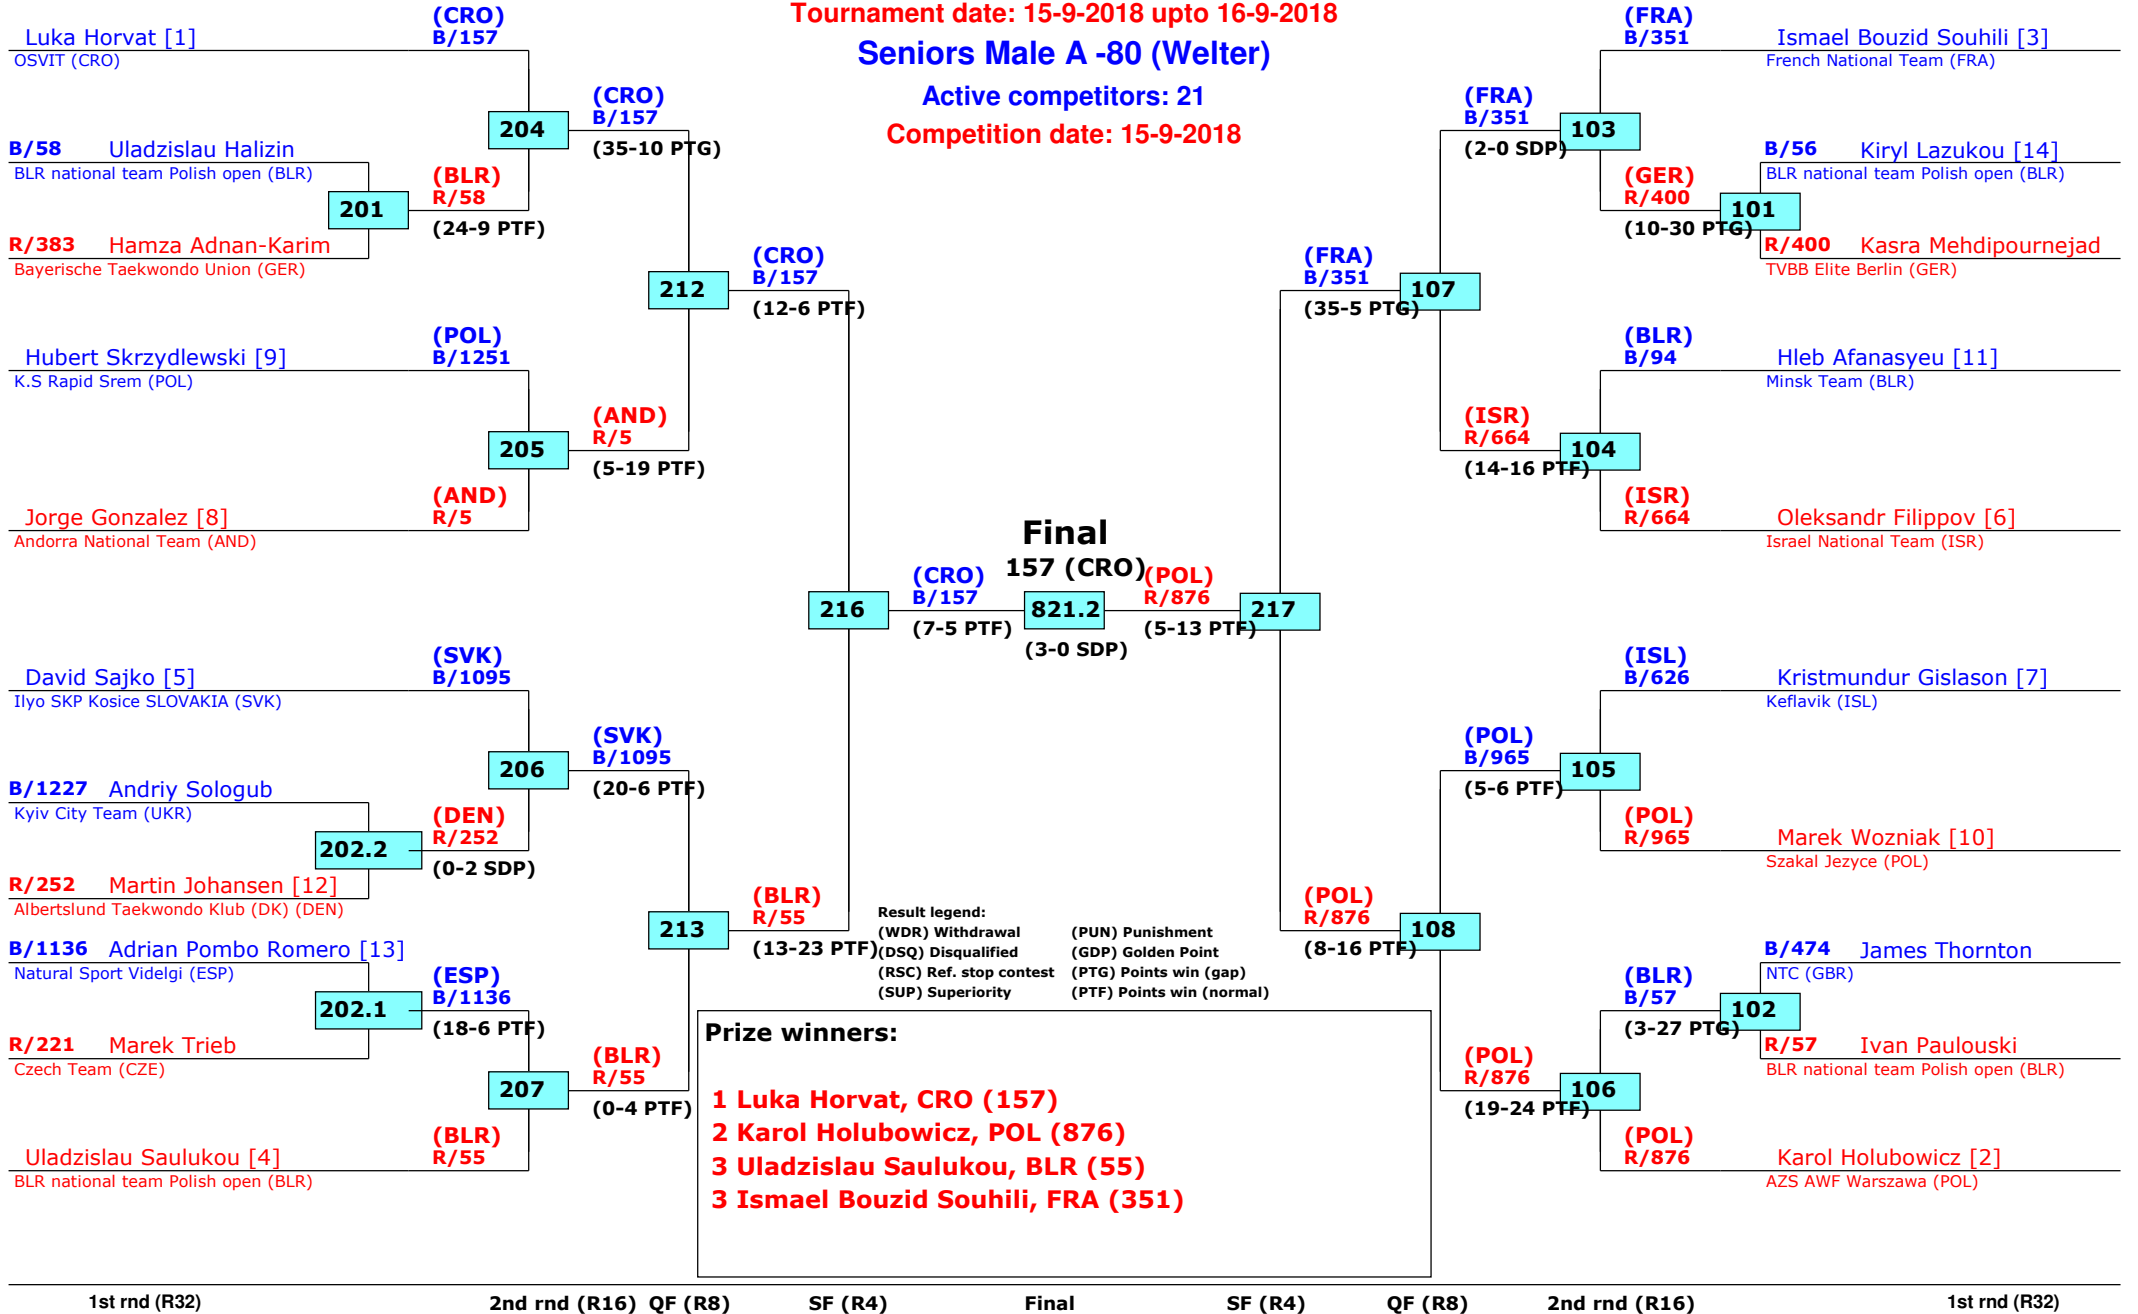 Tournament date: 15-9-2018 upto 16-9-2018
Seniors Male A -80 (Welter)
Active competitors: 21
Competition date: 15-9-2018
Luka Horvat [1]
OSVIT (CRO)
(CRO)
B/157
B/58 Uladzislau Halizin
BLR national team Polish open (BLR)
201
R/383 Hamza Adnan-Karim
Bayerische Taekwondo Union (GER)
(BLR)
R/58
(24-9 PTF)
204
(CRO)
B/157
(35-10 PTG)
Hubert Skrzydlewski [9]
K.S Rapid Srem (POL)
(POL)
B/1251
205
Jorge Gonzalez [8]
Andorra National Team (AND)
(AND)
R/5
(AND)
R/5
(5-19 PTF)
212
(CRO)
B/157
(12-6 PTF)
David Sajko [5]
Ilyo SKP Kosice SLOVAKIA (SVK)
(SVK)
B/1095
B/1227 Andriy Sologub
Kyiv City Team (UKR)
202.2
R/252 Martin Johansen [12]
Albertslund Taekwondo Klub (DK) (DEN)
(DEN)
R/252
(0-2 SDP)
206
(SVK)
B/1095
(20-6 PTF)
B/1136 Adrian Pombo Romero [13]
Natural Sport Videlgi (ESP)
202.1
R/221 Marek Trieb
Czech Team (CZE)
(ESP)
B/1136
(18-6 PTF)
207
Uladzislau Saulukou [4]
BLR national team Polish open (BLR)
(BLR)
R/55
(BLR)
R/55
(0-4 PTF)
213
(BLR)
R/55
(13-23 PTF)
216
(CRO)
B/157
(7-5 PTF)
Final
157 (CRO)
821.2
(3-0 SDP)
(POL)
R/876
(5-13 PTF)
217
(FRA)
B/351
(35-5 PTG)
107
(FRA)
B/351
(2-0 SDP)
103
(FRA)
B/351
Ismael Bouzid Souhili [3]
French National Team (FRA)
(GER)
R/400
(10-30 PTG)
101
B/56 Kiryl Lazukou [14]
BLR national team Polish open (BLR)
R/400 Kasra Mehdipournejad
TVBB Elite Berlin (GER)
(ISR)
R/664
(14-16 PTF)
104
(BLR)
B/94
Hleb Afanasyeu [11]
Minsk Team (BLR)
(ISR)
R/664
Oleksandr Filippov [6]
Israel National Team (ISR)
(POL)
R/876
(8-16 PTF)
108
(POL)
B/965
(5-6 PTF)
105
(ISL)
B/626
Kristmundur Gislason [7]
Keflavik (ISL)
(POL)
R/965
Marek Wozniak [10]
Szakal Jezyce (POL)
(POL)
R/876
(19-24 PTF)
106
(BLR)
B/57
(3-27 PTG)
102
B/474 James Thornton
NTC (GBR)
R/57 Ivan Paulouski
BLR national team Polish open (BLR)
(POL)
R/876
Karol Holubowicz [2]
AZS AWF Warszawa (POL)
Result legend:
(WDR) Withdrawal (PUN) Punishment
(DSQ) Disqualified (GDP) Golden Point
(RSC) Ref. stop contest (PTG) Points win (gap)
(SUP) Superiority (PTF) Points win (normal)
Prize winners:
1 Luka Horvat, CRO (157)
2 Karol Holubowicz, POL (876)
3 Uladzislau Saulukou, BLR (55)
3 Ismael Bouzid Souhili, FRA (351)
1st rnd (R32) 2nd rnd (R16) QF (R8) SF (R4) Final SF (R4) QF (R8) 2nd rnd (R16) 1st rnd (R32)